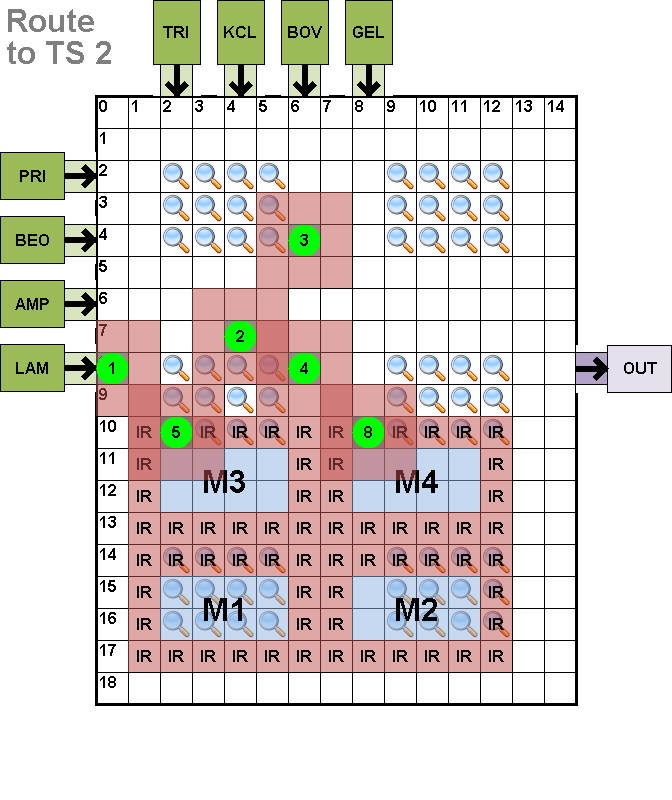 Route
to TS 2
TRI KCL BOV GEL
0 1 2 3 4 5 6 7 8 9 10 11 12 13 14
1
PRI 2
3
BEO 4 3
5
AMP 6
7 2
LAM 1 4 OUT
9
10 IR 5 IR IR IR IR IR 8 IR IR IR IR
11 IR IR IR IR
M3 M4
12 IR IR IR IR
13 IR IR IR IR IR IR IR IR IR IR IR IR
14 IR IR IR IR IR IR IR IR IR IR IR IR
15 IR IR IR IR
M1 M2
16 IR IR IR IR
17 IR IR IR IR IR IR IR IR IR IR IR IR
18